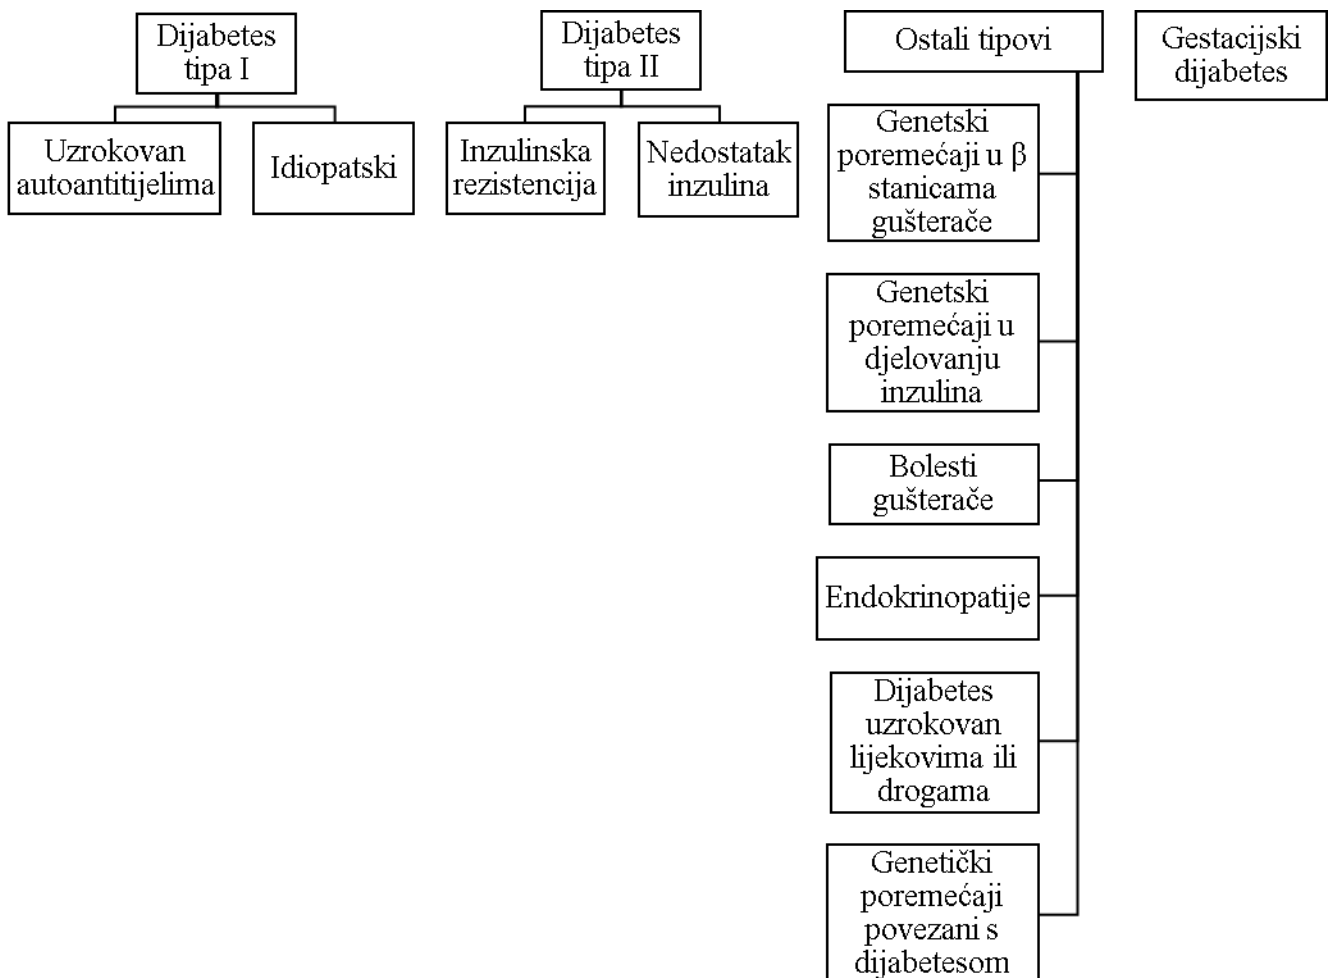 Dijabetes
tipa I
Uzrokovan
autoantitijelima
Idiopatski
Dijabetes
tipa II
Inzulinska
rezistencija
Nedostatak
inzulina
Ostali tipovi
Genetski
poremećaji u β
stanicama
gušterače
Genetski
poremećaji u
djelovanju
inzulina
Bolesti
gušterače
Endokrinopatije
Dijabetes
uzrokovan
lijekovima ili
drogama
Genetički
poremećaji
povezani s
dijabetesom
Gestacijski
dijabetes